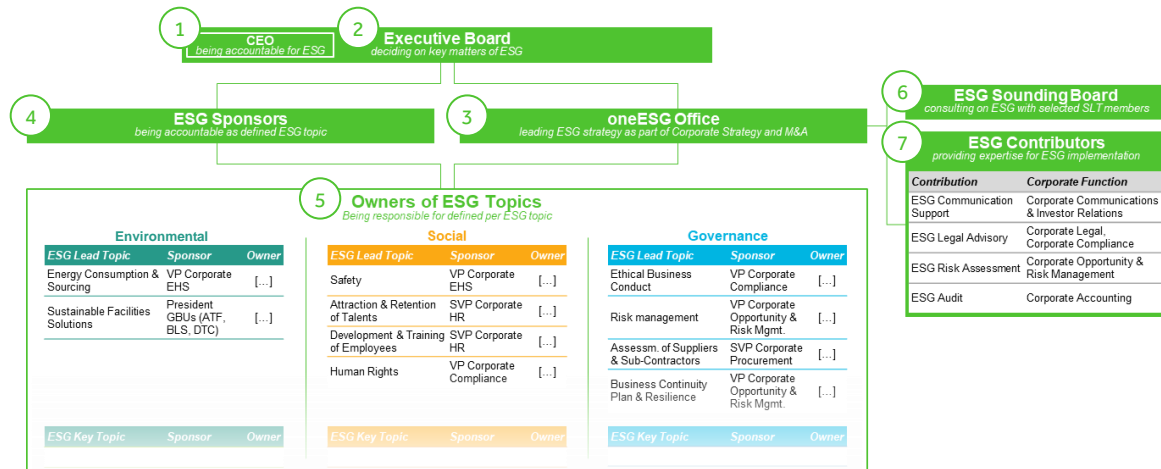 1
CEO
being accountable for ESG
2
Executive Board
deciding on key matters of ESG
4
ESG Sponsors
being accountable as defined ESG topic
3
oneESG Office
leading ESG strategy as part of Corporate Strategy and M&A
6
ESG Sounding Board
consulting on ESG with selected SLT members
7
ESG Contributors
providing expertise for ESG implementation
Contribution Corporate Function
ESG Communication Corporate Communications
Support & Investor Relations
ESG Legal Advisory Corporate Legal,
Corporate Compliance
ESG Risk Assessment Corporate Opportunity &
Risk Management
ESG Audit Corporate Accounting
5
Owners of ESG Topics
Being responsible for defined per ESG topic
Environmental
ESG Lead Topic Sponsor Owner
Energy Consumption & VP Corporate
Sourcing EHS [...]
Sustainable Facilities President
Solutions GBUs (ATF, [...]
BLS, DTC)
ESG Key Topic Sponsor Owner
Social
ESG Lead Topic Sponsor Owner
Safety VP Corporate
EHS [...]
Attraction & Retention SVP Corporate
of Talents HR [...]
Development & Training SVP Corporate
of Employees HR [...]
Human Rights VP Corporate
Compliance [...]
ESG Key Topic Sponsor Owner
Governance
ESG Lead Topic Sponsor Owner
Ethical Business VP Corporate
Conduct Compliance [...]
Risk management VP Corporate
Opportunity & [...]
Risk Mgmt.
Assessm. of Suppliers SVP Corporate
& Sub-Contractors Procurement [...]
Business Continuity VP Corporate
Plan & Resilience Opportunity & [...]
Risk Mgmt.
ESG Key Topic Sponsor Owner